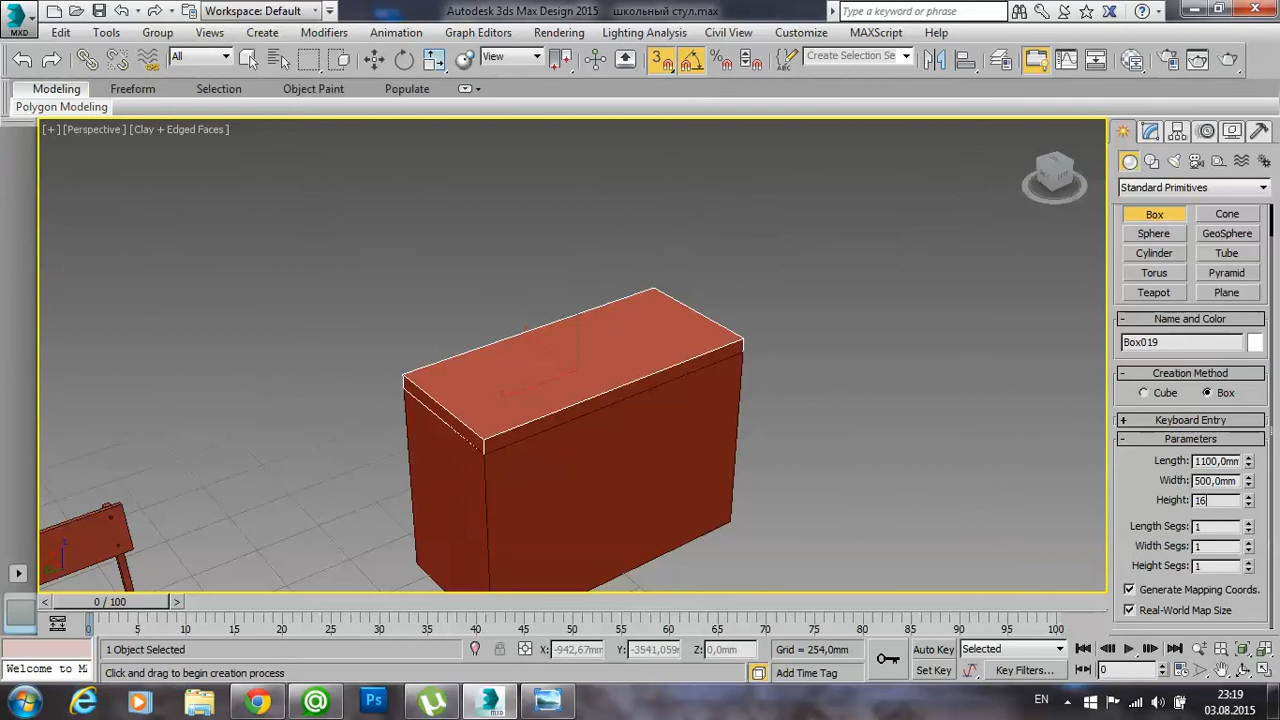 MXD
Workspace: Default
Autodesk 3ds Max Design 2015
школьный стул.max
Type a keyword or phrase
Edit Tools Group Views Create Modifiers Animation Graph Editors Rendering Lighting Analysis Civil View Customize MAXScript Help
All
View
3
Create Selection Se
Modeling Freeform Selection Object Paint Populate
Polygon Modeling
[+] [Perspective] [Clay + Edged Faces]
Standard Primitives
Box Cone
Sphere GeoSphere
Cylinder Tube
Torus Pyramid
Teapot Plane
- Name and Color
Box019
- Creation Method
Cube Box
+ Keyboard Entry
- Parameters
Length: 1100,0mm
Width: 500,0mm
Height: 16
Length Segs: 1
Width Segs: 1
Height Segs: 1
Generate Mapping Coords.
Real-World Map Size
< 0 / 100 >
0 5 10 15 20 25 30 35 40 45 50 55 60 65 70 75 80 85 90 95 100
1 Object Selected
X: -942,67mm Y: -3541,059m Z: 0,0mm
Grid = 254,0mm
Auto Key Selected
Welcome to M
Click and drag to begin creation process
Add Time Tag
Set Key Key Filters...
0
Ps
MXD
EN
23:19
03.08.2015